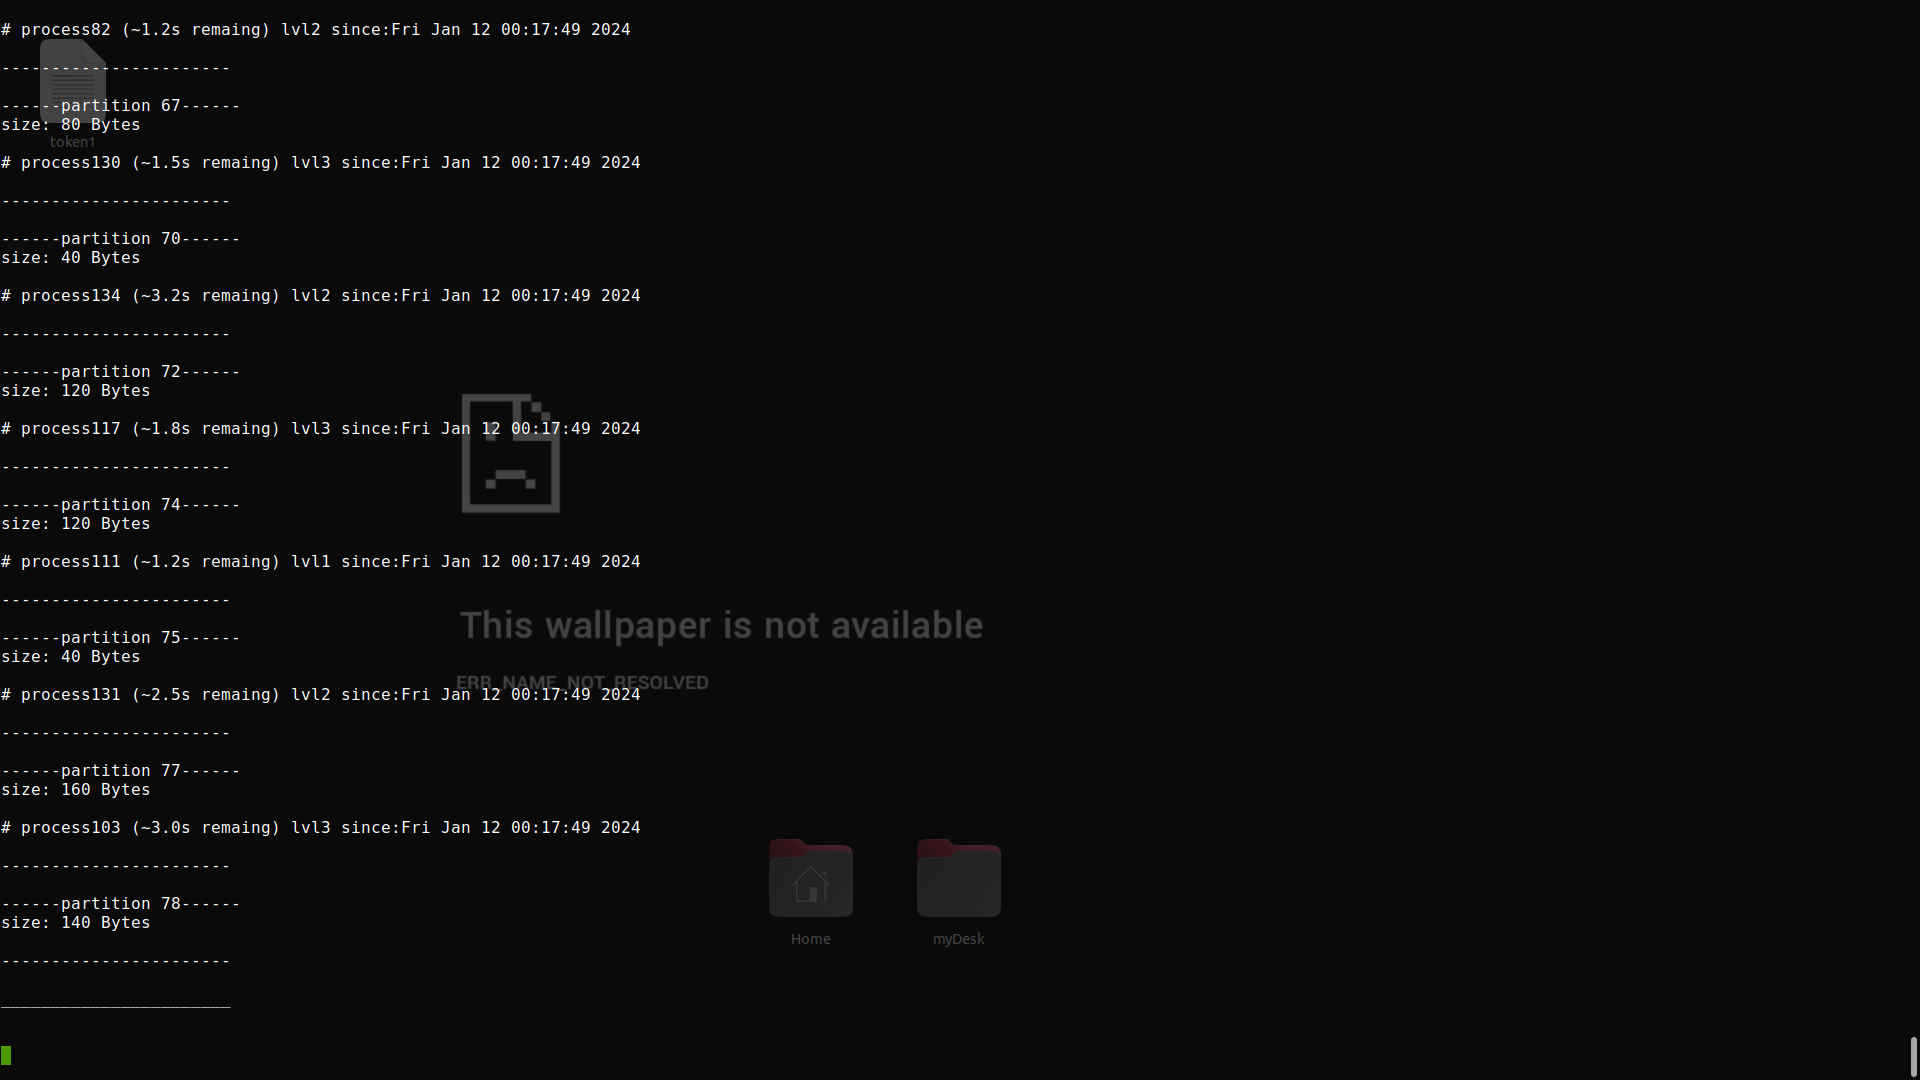 # process82 (~1.2s remaing) lvl2 since:Fri Jan 12 00:17:49 2024
-----------------------
------partition 67------
size: 80 Bytes
token1
# process130 (~1.5s remaing) lvl3 since:Fri Jan 12 00:17:49 2024
-----------------------
------partition 70------
size: 40 Bytes
# process134 (~3.2s remaing) lvl2 since:Fri Jan 12 00:17:49 2024
-----------------------
------partition 72------
size: 120 Bytes
# process117 (~1.8s remaing) lvl3 since:Fri Jan 12 00:17:49 2024
-----------------------
------partition 74------
size: 120 Bytes
# process111 (~1.2s remaing) lvl1 since:Fri Jan 12 00:17:49 2024
-----------------------
This wallpaper is not available
------partition 75------
size: 40 Bytes
ERR_NAME_NOT_RESOLVED
# process131 (~2.5s remaing) lvl2 since:Fri Jan 12 00:17:49 2024
-----------------------
------partition 77------
size: 160 Bytes
# process103 (~3.0s remaing) lvl3 since:Fri Jan 12 00:17:49 2024
-----------------------
------partition 78------
size: 140 Bytes
Home myDesk
-----------------------
_______________________